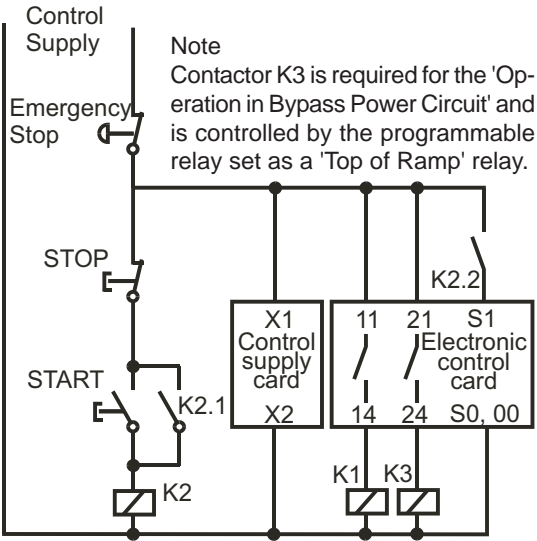 Control
Supply
Note
Contactor K3 is required for the 'Op-
eration in Bypass Power Circuit' and
is controlled by the programmable
relay set as a 'Top of Ramp' relay.
Emergency
Stop
STOP
K2.2
X1
11 21 S1
Control
supply
card
Electronic
control
card
START
K2.1
X2
14 24 S0, 00
K2
K1 K3